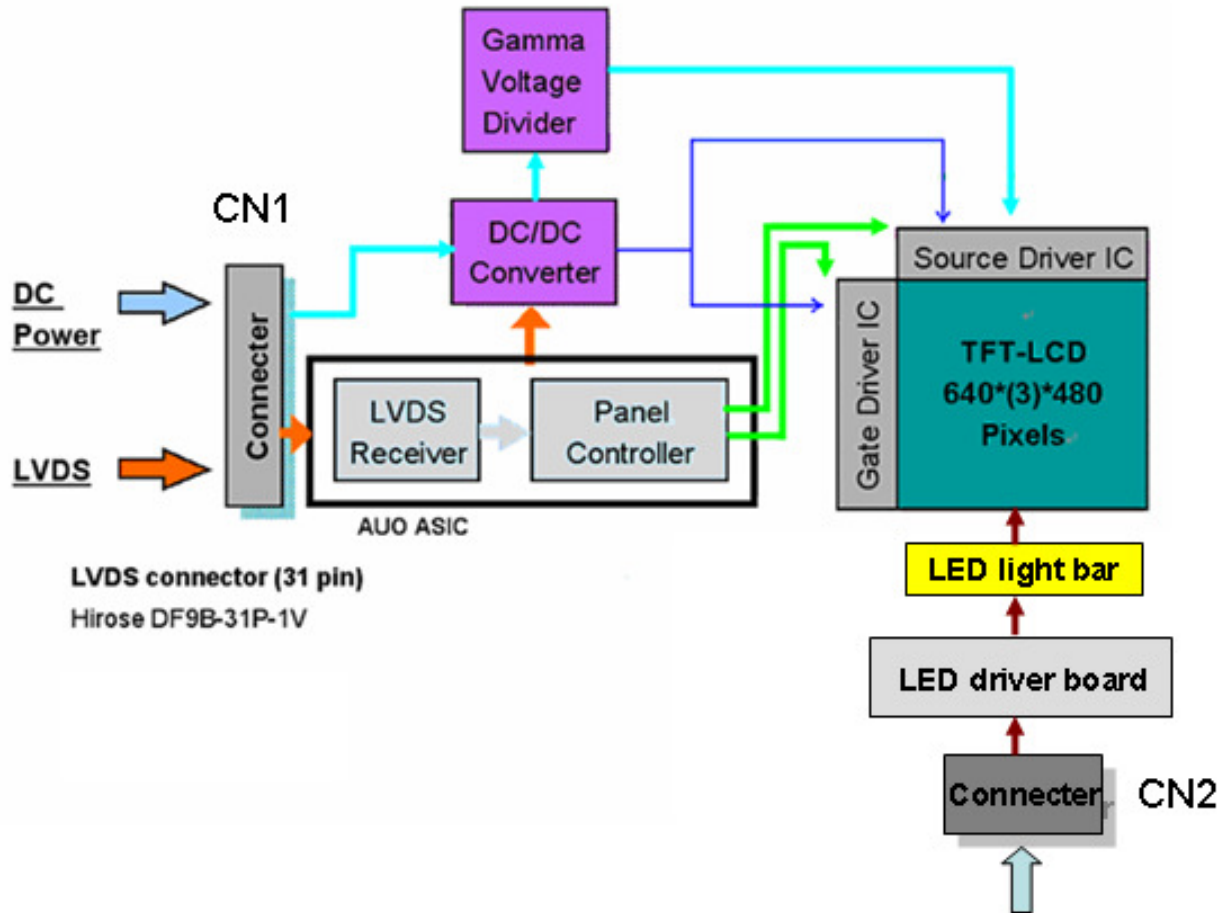 Gamma
Voltage
Divider
CN1
DC/DC
Converter
Source Driver IC
DC
Power
Connecter
Gate Driver IC
TFT-LCD
640*(3)*480
Pixels
LVDS
Receiver
Panel
Controller
LVDS
AUO ASIC
LED light bar
LVDS connector (31 pin)
Hirose DF9B-31P-1V
LED driver board
Connecter
CN2